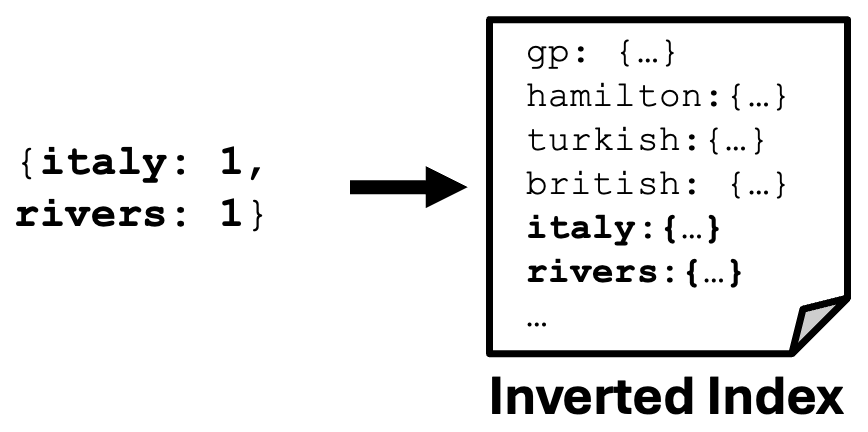 {italy: 1,
rivers: 1}
gp: {…}
hamilton:{…}
turkish:{…}
british: {…}
italy:{…}
rivers:{…}
…
Inverted Index